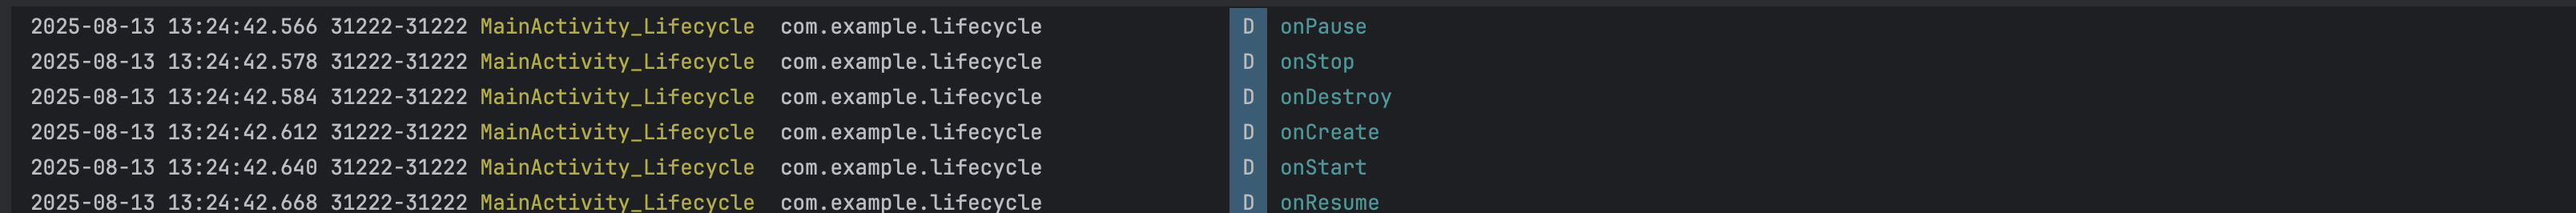 2025-08-13 13:24:42.566 31222-31222 MainActivity_Lifecycle com.example.lifecycle D onPause
2025-08-13 13:24:42.578 31222-31222 MainActivity_Lifecycle com.example.lifecycle D onStop
2025-08-13 13:24:42.584 31222-31222 MainActivity_Lifecycle com.example.lifecycle D onDestroy
2025-08-13 13:24:42.612 31222-31222 MainActivity_Lifecycle com.example.lifecycle D onCreate
2025-08-13 13:24:42.640 31222-31222 MainActivity_Lifecycle com.example.lifecycle D onStart
2025-08-13 13:24:42.668 31222-31222 MainActivity_Lifecycle com.example.lifecycle D onResume